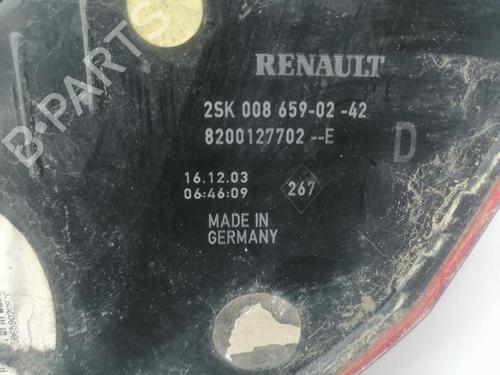 B-PARTS
RENAULT
2SK 008 659-02 -42
8200127702 --E
D
16.12.03
06:46:09
267
MADE IN
GERMANY